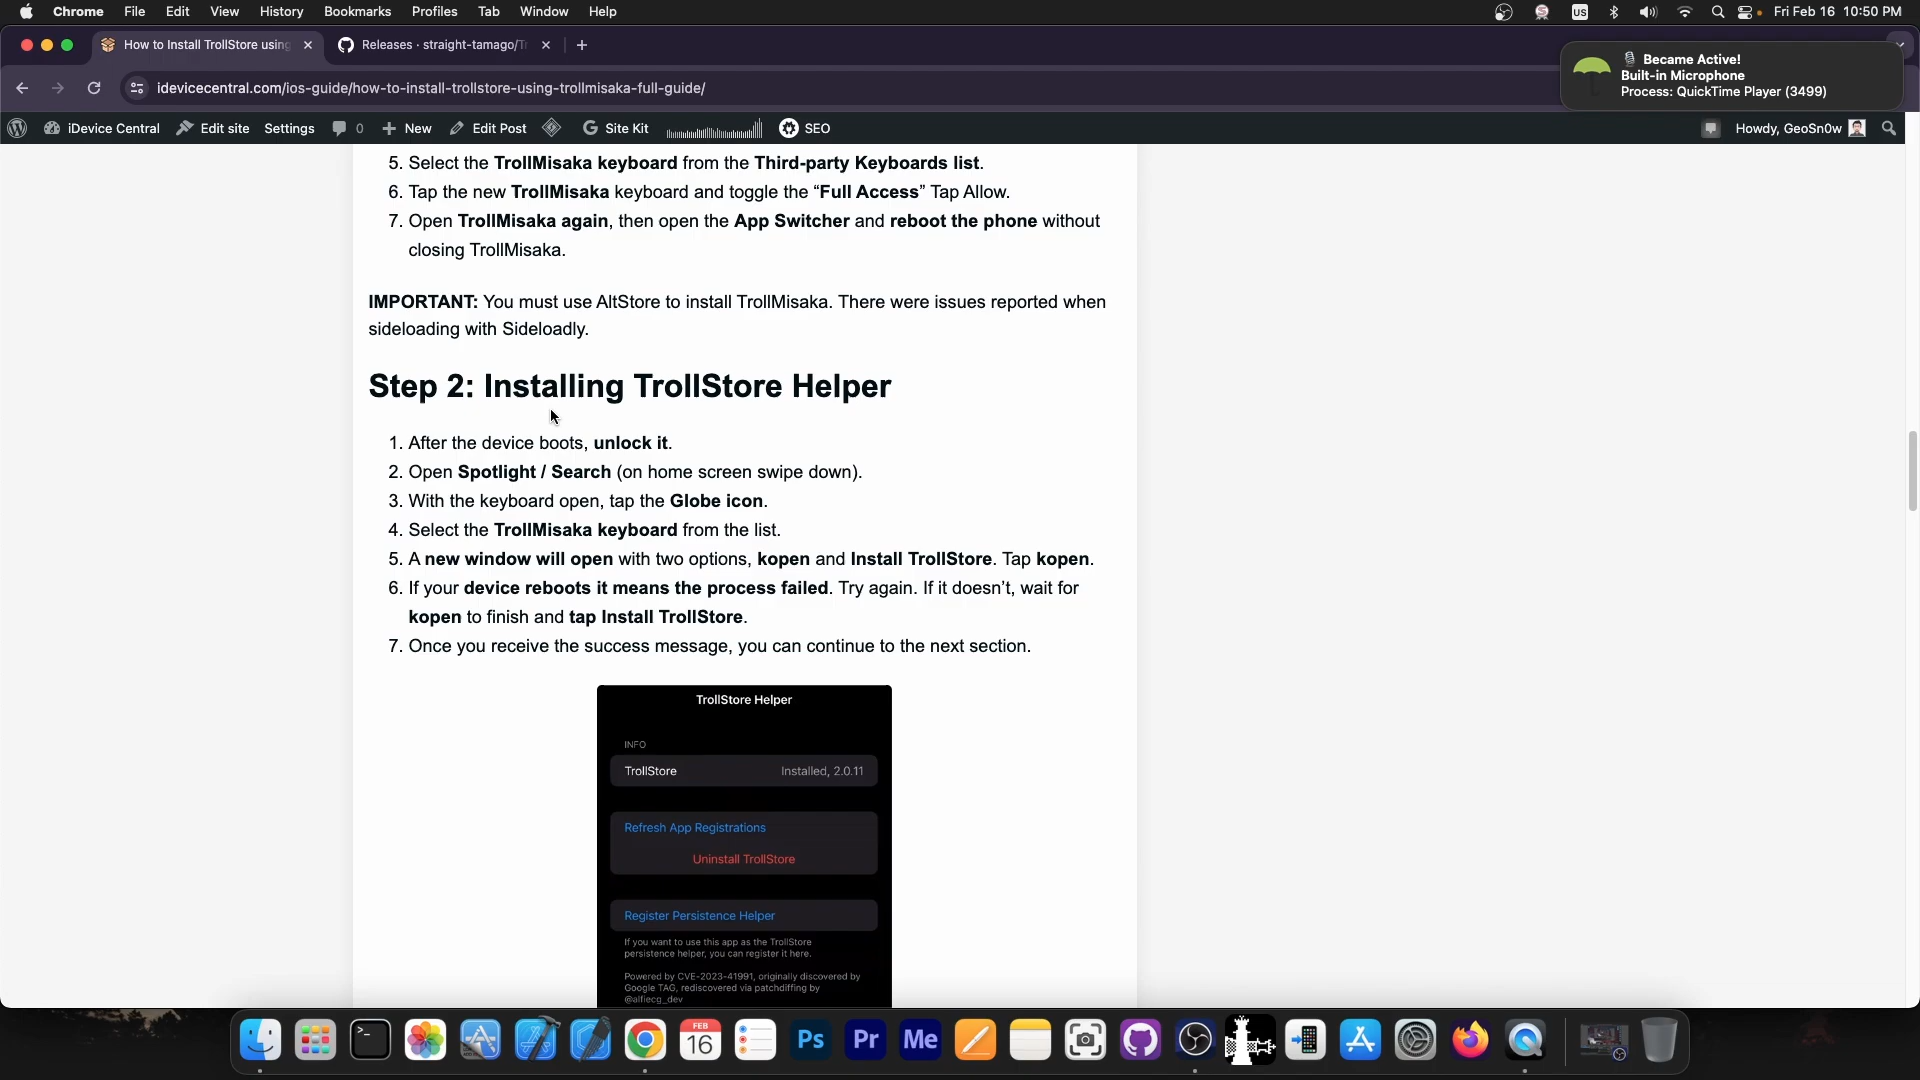 Chrome File Edit View History Bookmarks Profiles Tab Window Help US Fri Feb 16 10:50 PM
How to Install TrollStore using Releases · straight-tamago/Tr
🎙 Became Active!
Built-in Microphone
Process: QuickTime Player (3499)
idevicecentral.com/ios-guide/how-to-install-trollstore-using-trollmisaka-full-guide/
iDevice Central Edit site Settings 0 New Edit Post Site Kit SEO Howdy, GeoSn0w
5. Select the TrollMisaka keyboard from the Third-party Keyboards list.
6. Tap the new TrollMisaka keyboard and toggle the “Full Access” Tap Allow.
7. Open TrollMisaka again, then open the App Switcher and reboot the phone without
closing TrollMisaka.
IMPORTANT: You must use AltStore to install TrollMisaka. There were issues reported when
sideloading with Sideloadly.
Step 2: Installing TrollStore Helper
1. After the device boots, unlock it.
2. Open Spotlight / Search (on home screen swipe down).
3. With the keyboard open, tap the Globe icon.
4. Select the TrollMisaka keyboard from the list.
5. A new window will open with two options, kopen and Install TrollStore. Tap kopen.
6. If your device reboots it means the process failed. Try again. If it doesn’t, wait for
kopen to finish and tap Install TrollStore.
7. Once you receive the success message, you can continue to the next section.
TrollStore Helper
INFO
TrollStore Installed, 2.0.11
Refresh App Registrations
Uninstall TrollStore
Register Persistence Helper
If you want to use this app as the TrollStore
persistence helper, you can register it here.
Powered by CVE-2023-41991, originally discovered by
Google TAG, rediscovered via patchdiffing by
@alfiecg_dev
FEB
16
Ps Pr Me